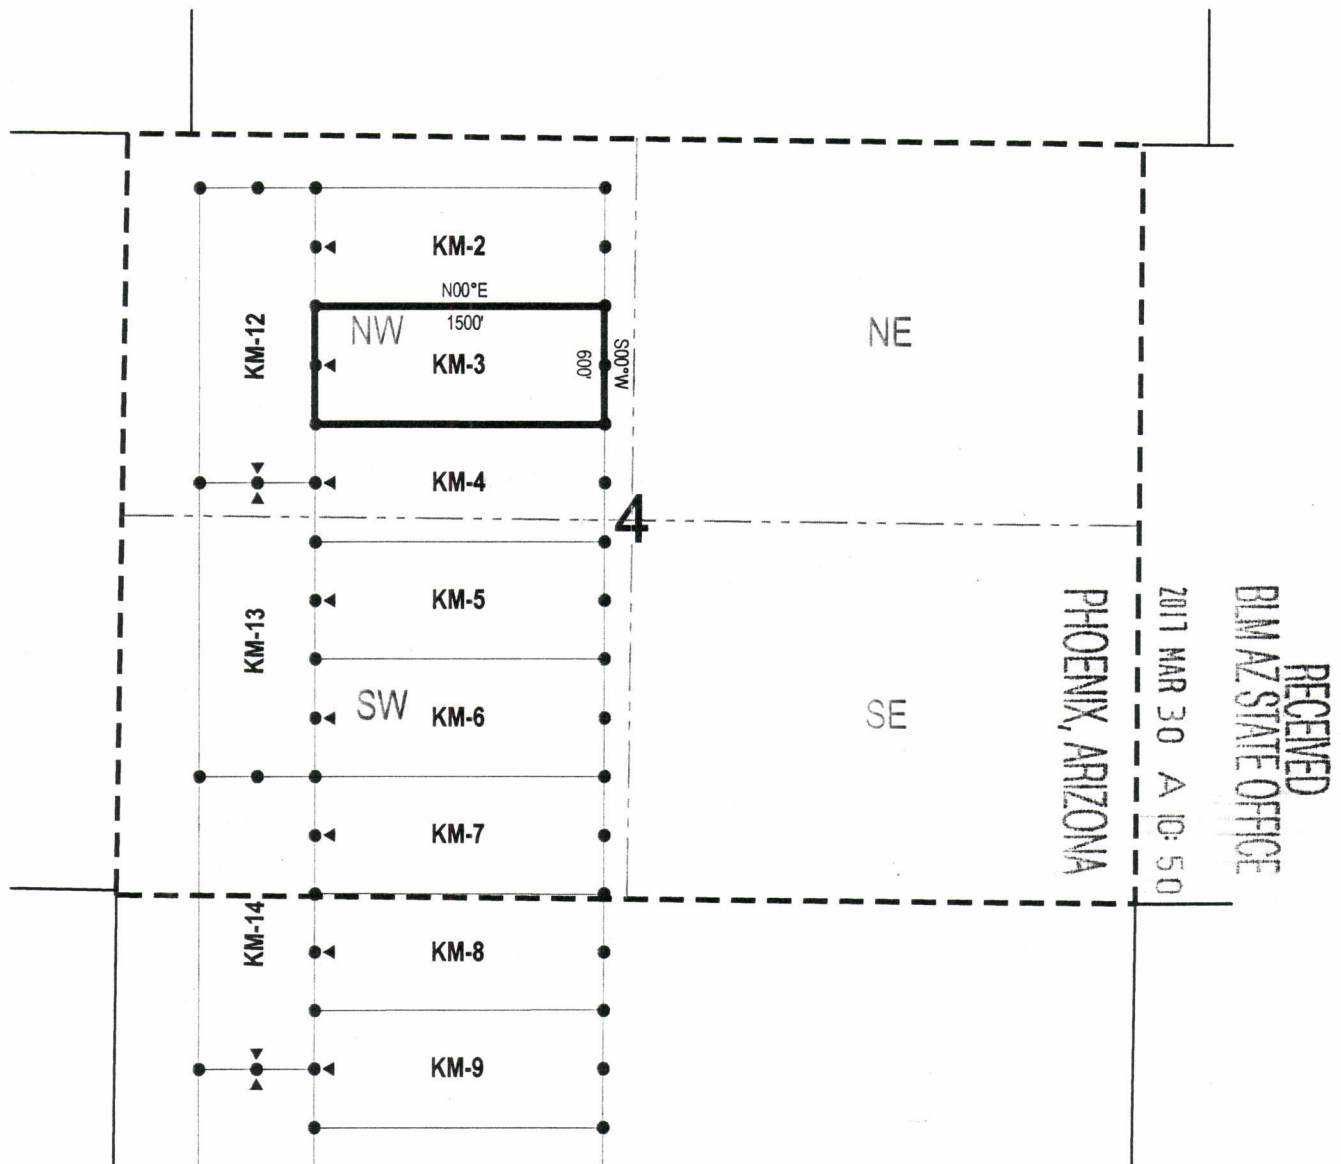 KM-2
N00°E
1500'
KM-12
NW
KM-3
600'
S00°W
NE
KM-4
4
KM-5
KM-13
SW
KM-6
SE
KM-7
KM-14
KM-8
KM-9
RECEIVED
BLM AZ STATE OFFICE
2017 MAR 30 A 10:50
PHOENIX, ARIZONA